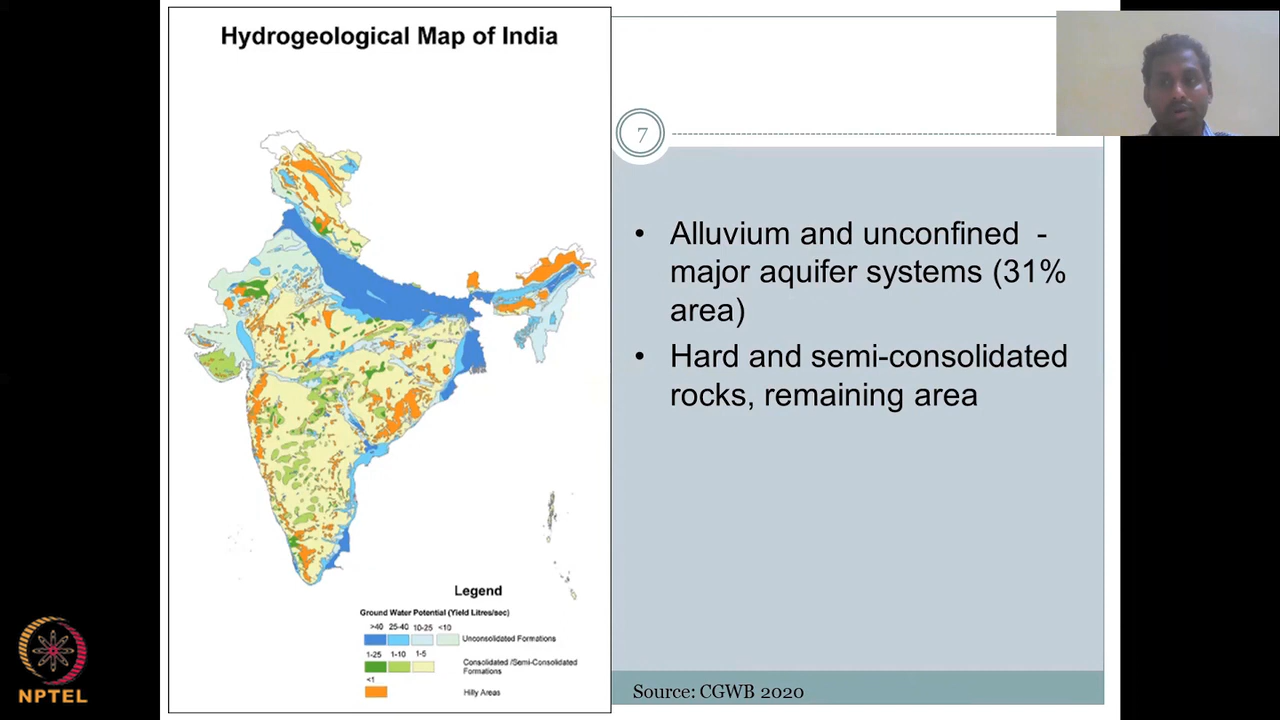 Hydrogeological Map of India
7
• Alluvium and unconfined -
major aquifer systems (31%
area)
• Hard and semi-consolidated
rocks, remaining area
Legend
Ground Water Potential (Yield Litres/sec)
>40 25-40 10-25 <10
Unconsolidated Formations
1-25 1-10 1-5
Consolidated /Semi-Consolidated
Formations
<1
Hilly Areas
Source: CGWB 2020
NPTEL